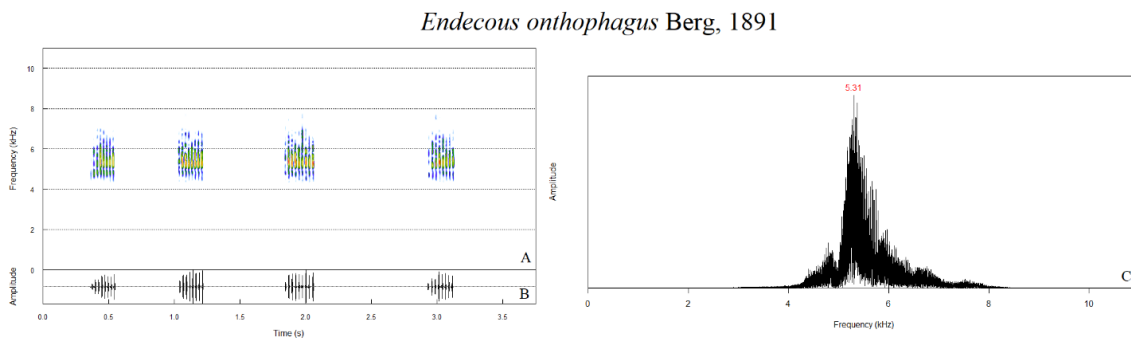 Endecous onthophagus Berg, 1891
10
8
6
4
2
0
Frequency (kHz)
A
Amplitude
B
0.0 0.5 1.0 1.5 2.0 2.5 3.0 3.5
Time (s)
5.31
Amplitude
C
0 2 4 6 8 10
Frequency (kHz)